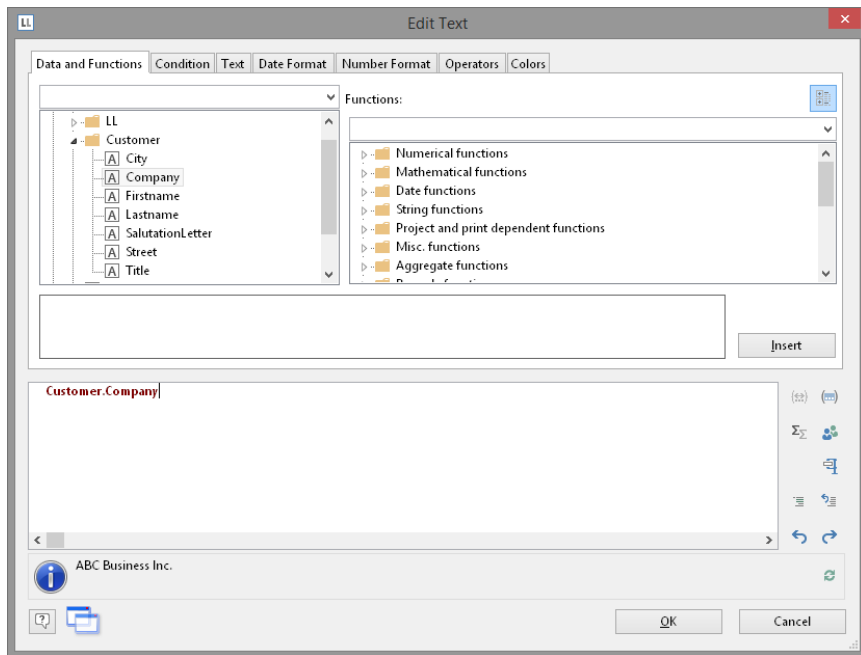 LL
Edit Text
Data and Functions
Condition
Text
Date Format
Number Format
Operators
Colors
Functions:
LL
Customer
A City
A Company
A Firstname
A Lastname
A SalutationLetter
A Street
A Title
Numerical functions
Mathematical functions
Date functions
String functions
Project and print dependent functions
Misc. functions
Aggregate functions
Insert
Customer.Company
ABC Business Inc.
OK
Cancel